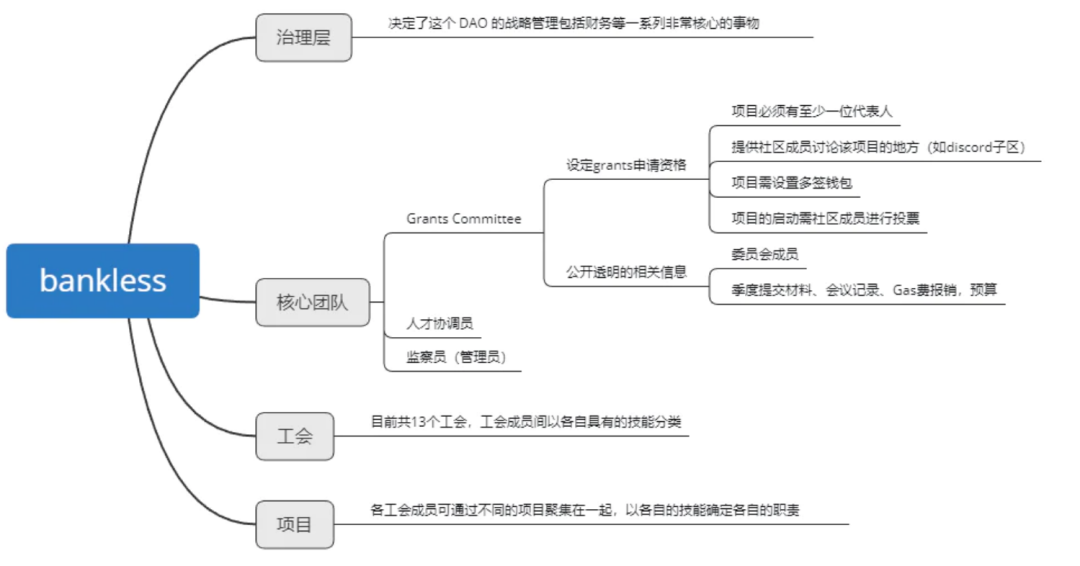 治理层
决定了这个 DAO 的战略管理包括财务等一系列非常核心的事物
bankless
核心团队
Grants Committee
设定grants申请资格
项目必须有至少一位代表人
提供社区成员讨论该项目的地方（如discord子区）
项目需设置多签钱包
项目的启动需社区成员进行投票
公开透明的相关信息
委员会成员
季度提交材料、会议记录、Gas费报销，预算
人才协调员
监察员（管理员）
工会
目前共13个工会，工会成员间以各自具有的技能分类
项目
各工会成员可通过不同的项目聚集在一起，以各自的技能确定各自的职责